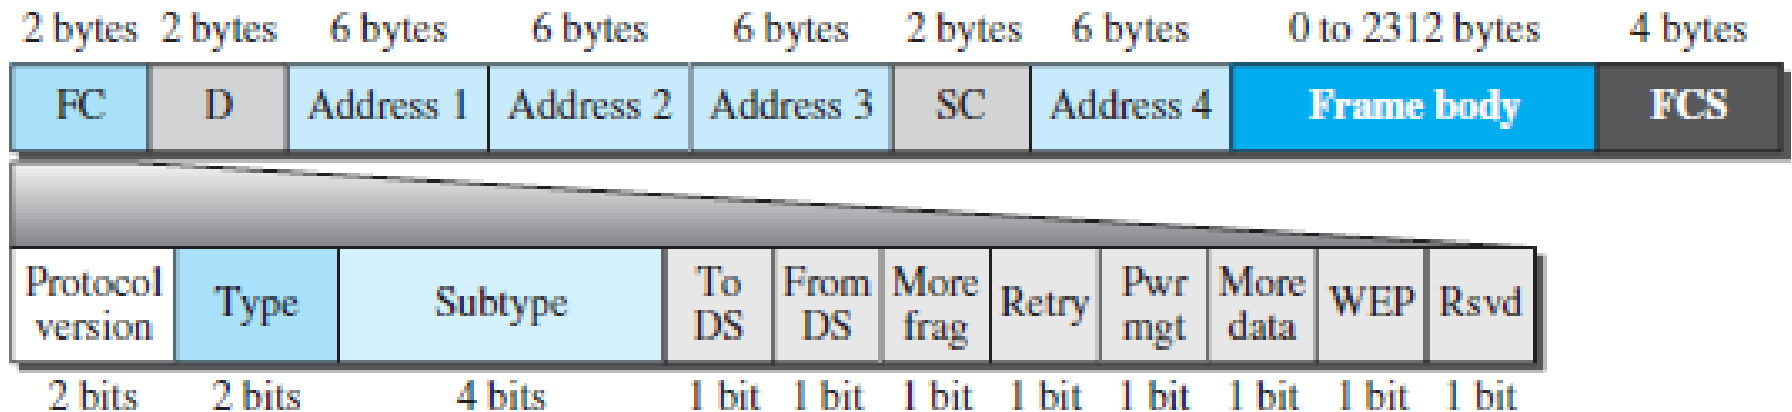 2 bytes 2 bytes 6 bytes 6 bytes 6 bytes 2 bytes 6 bytes 0 to 2312 bytes 4 bytes
FC D Address 1 Address 2 Address 3 SC Address 4 Frame body FCS
Protocol version Type Subtype To DS From DS More frag Retry Pwr mgt More data WEP Rsvd
2 bits 2 bits 4 bits 1 bit 1 bit 1 bit 1 bit 1 bit 1 bit 1 bit 1 bit